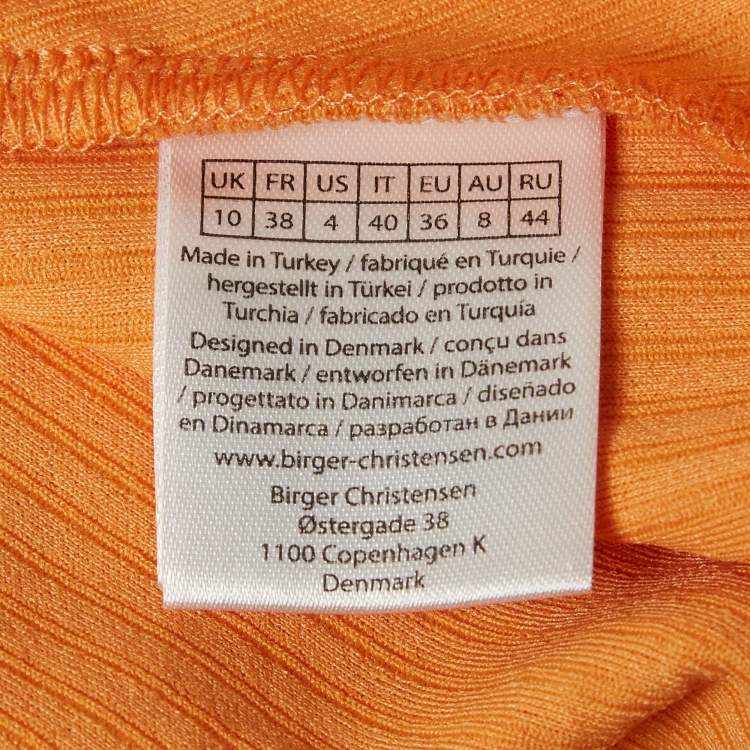 UK FR US IT EU AU RU
10 38 4 40 36 8 44
Made in Turkey / fabriqué en Turquie /
hergestellt in Türkei / prodotto in
Turchia / fabricado en Turquía
Designed in Denmark / conçu dans
Danemark / entworfen in Dänemark
/ progettato in Danimarca / diseñado
en Dinamarca / разработан в Дании
www.birger-christensen.com
Birger Christensen
Østergade 38
1100 Copenhagen K
Denmark